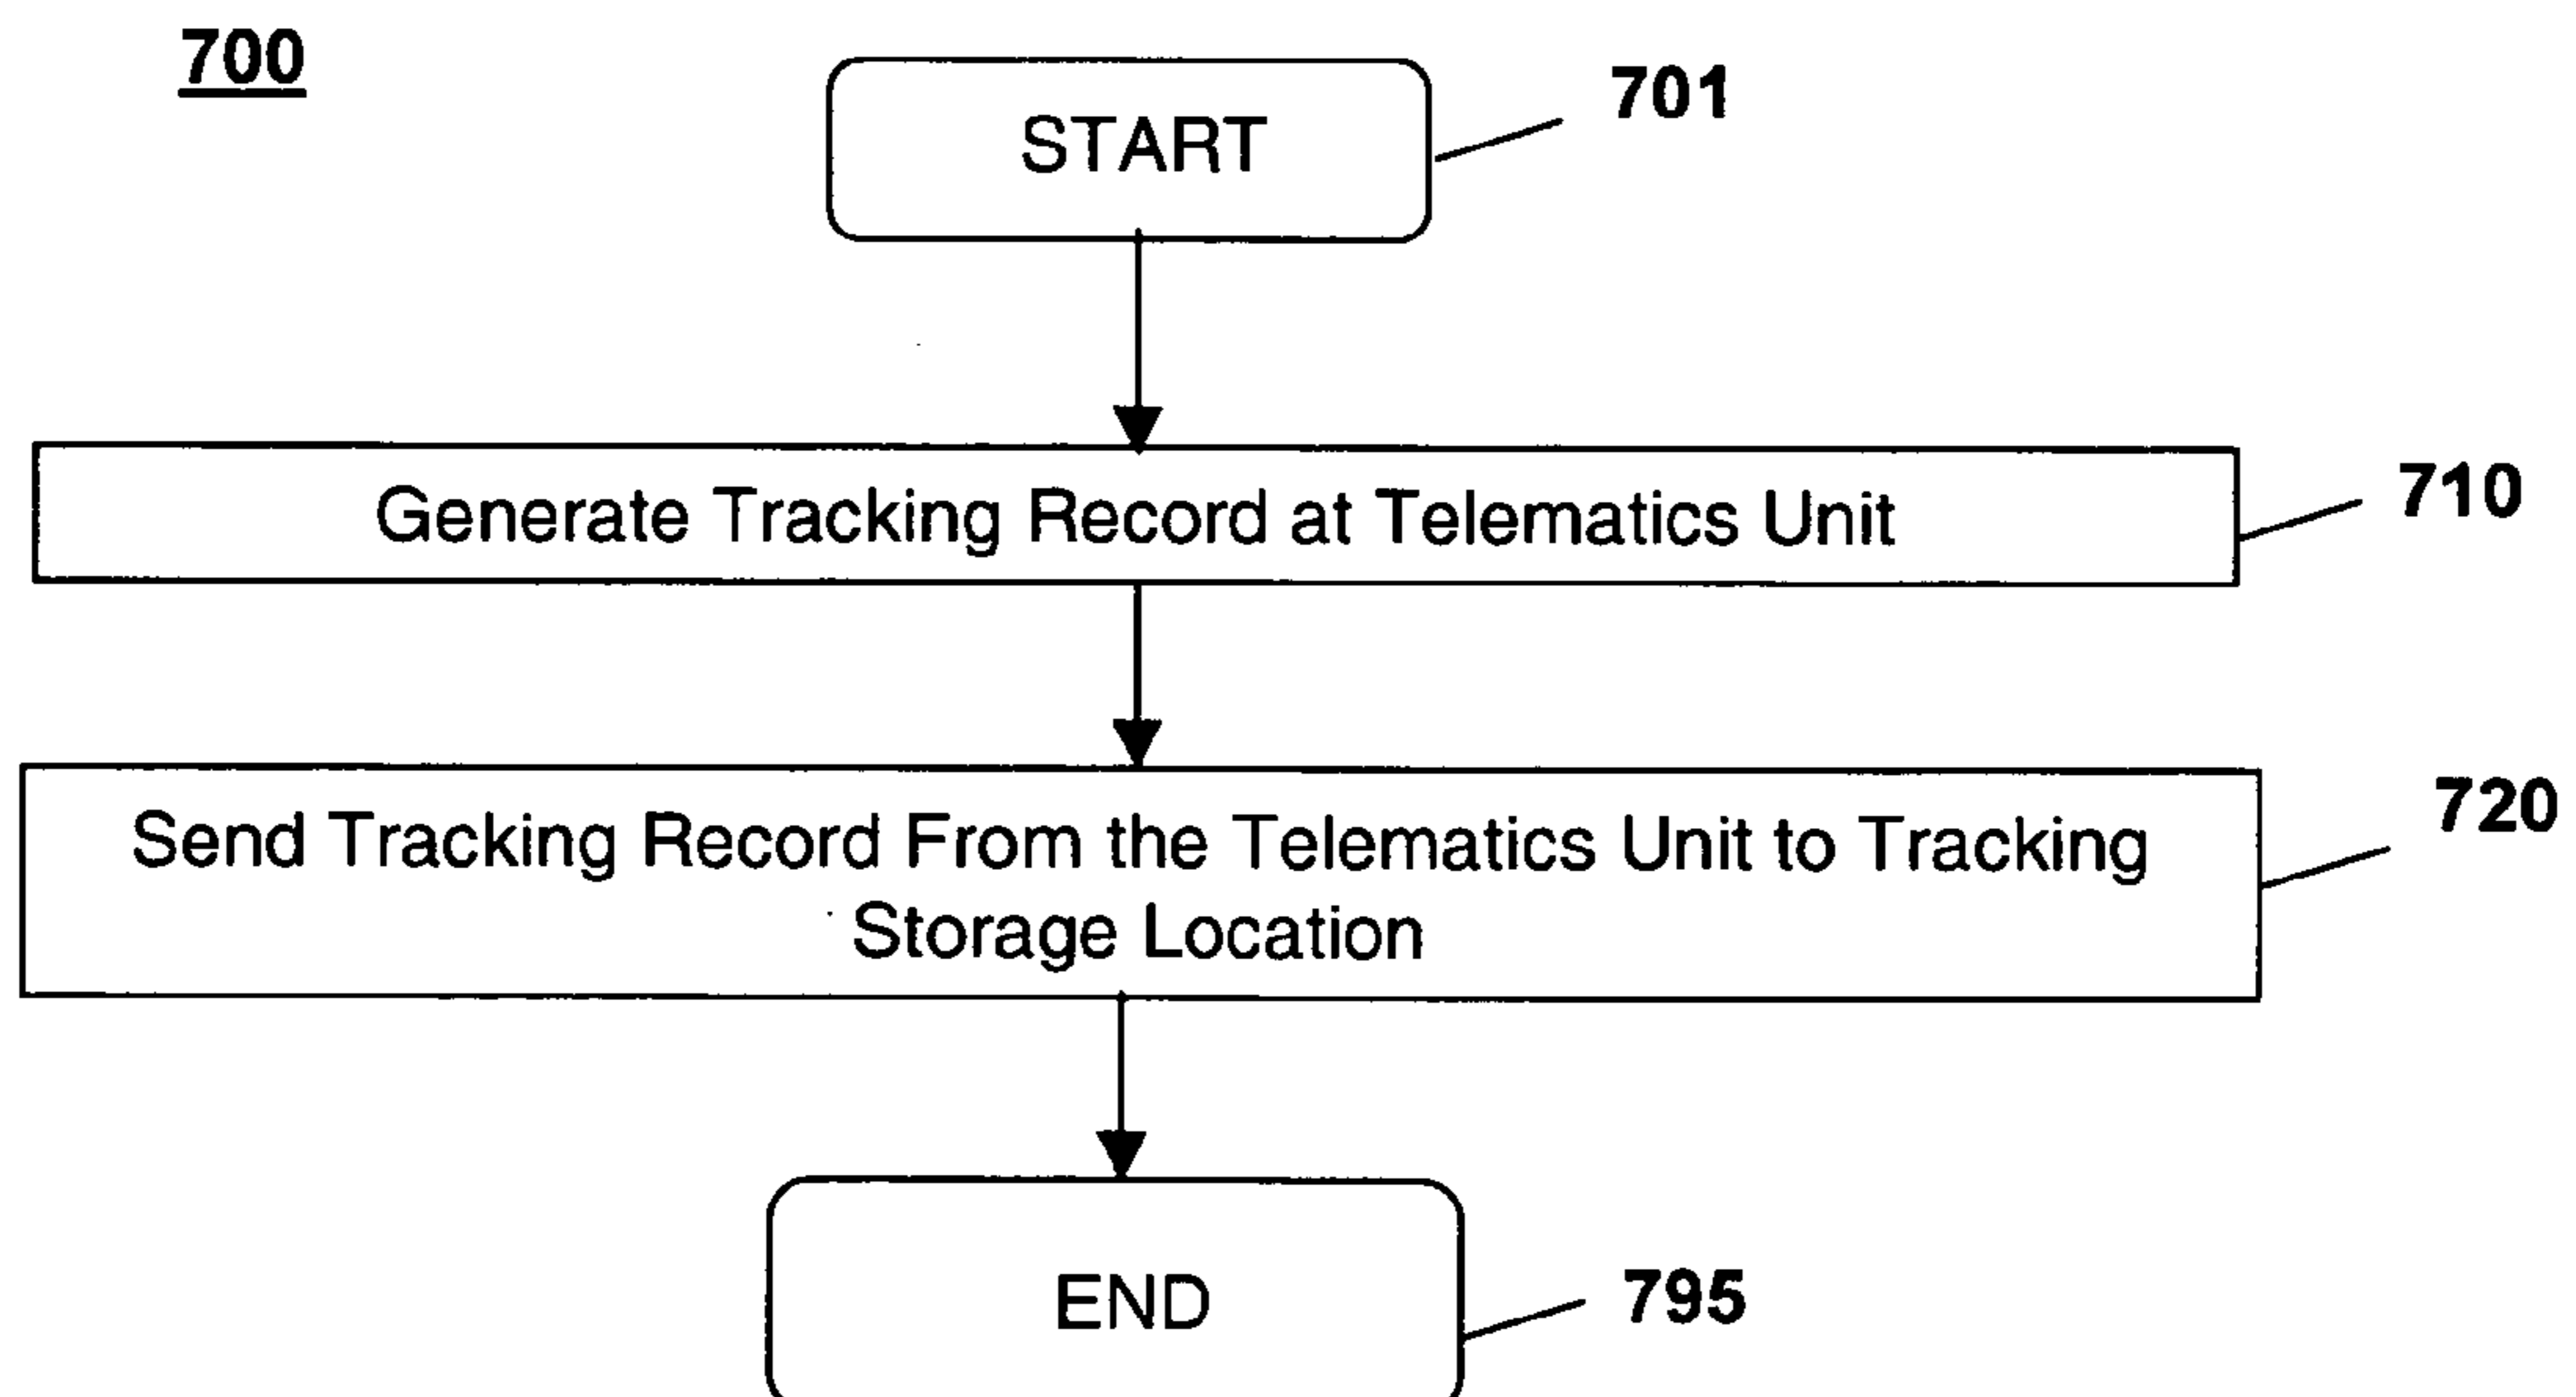 700
START
701
Generate Tracking Record at Telematics Unit
710
Send Tracking Record From the Telematics Unit to Tracking
Storage Location
720
END
795